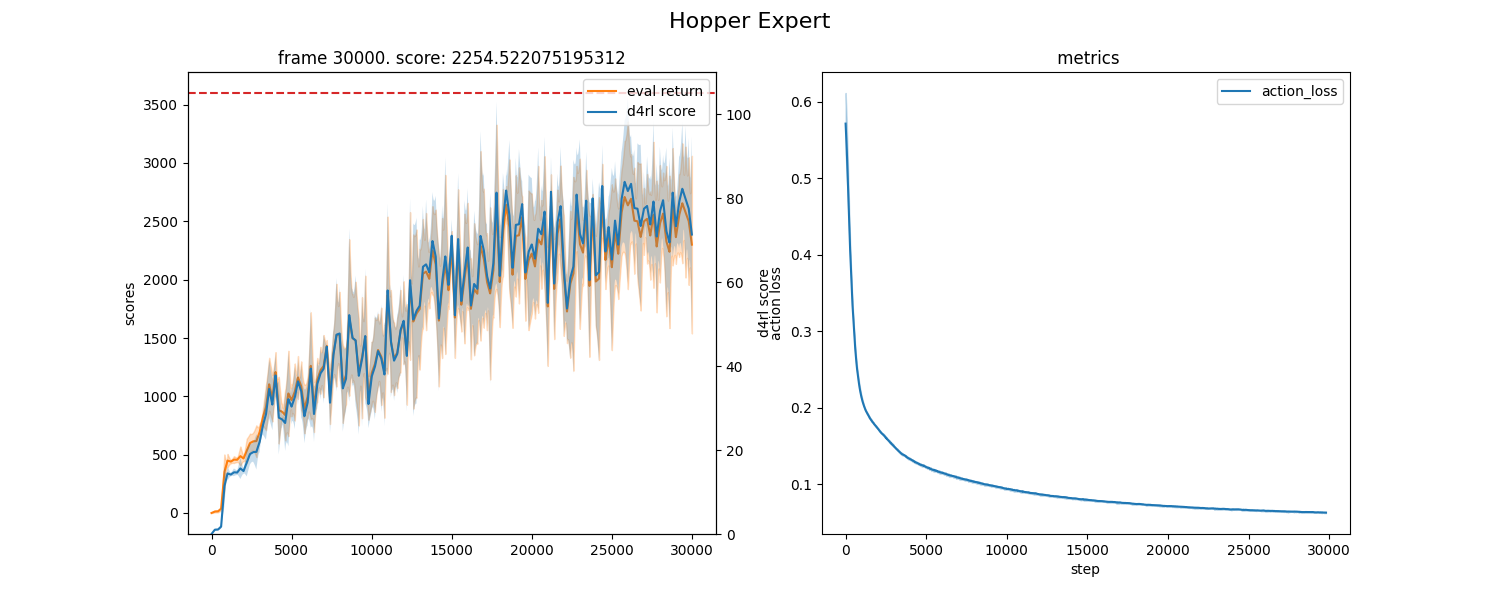 Hopper Expert
frame 30000. score: 2254.522075195312
eval return
d4rl score
scores
3500
3000
2500
2000
1500
1000
500
0
100
80
60
40
20
0
d4rl score
0 5000 10000 15000 20000 25000 30000
metrics
action_loss
action loss
0.6
0.5
0.4
0.3
0.2
0.1
0 5000 10000 15000 20000 25000 30000
step